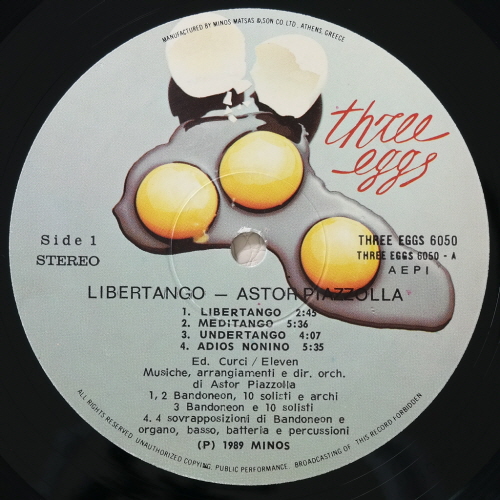 MANUFACTURED BY MINOS MATSAS & SON CO. LTD. ATHENS, GREECE
three
eggs
Side 1
STEREO
THREE EGGS 6050
THREE EGGS 6050 - A
AEPI
LIBERTANGO — ASTOR PIAZZOLLA
1. LIBERTANGO 2:45
2. MEDITANGO 5:36
3. UNDERTANGO 4:07
4. ADIOS NONINO 5:35
Ed. Curci/Eleven
Musiche, arrangiamenti e dir. orch.
di Astor Piazzolla
1, 2 Bandoneon, 10 solisti e archi
3 Bandoneon e 10 solisti
4. 4 sovrapposizioni di Bandoneon e
organo, basso, batteria e percussioni
(P) 1989 MINOS
ALL RIGHTS RESERVED. UNAUTHORIZED COPYING, PUBLIC PERFORMANCE, BROADCASTING OF THIS RECORD FORBIDDEN